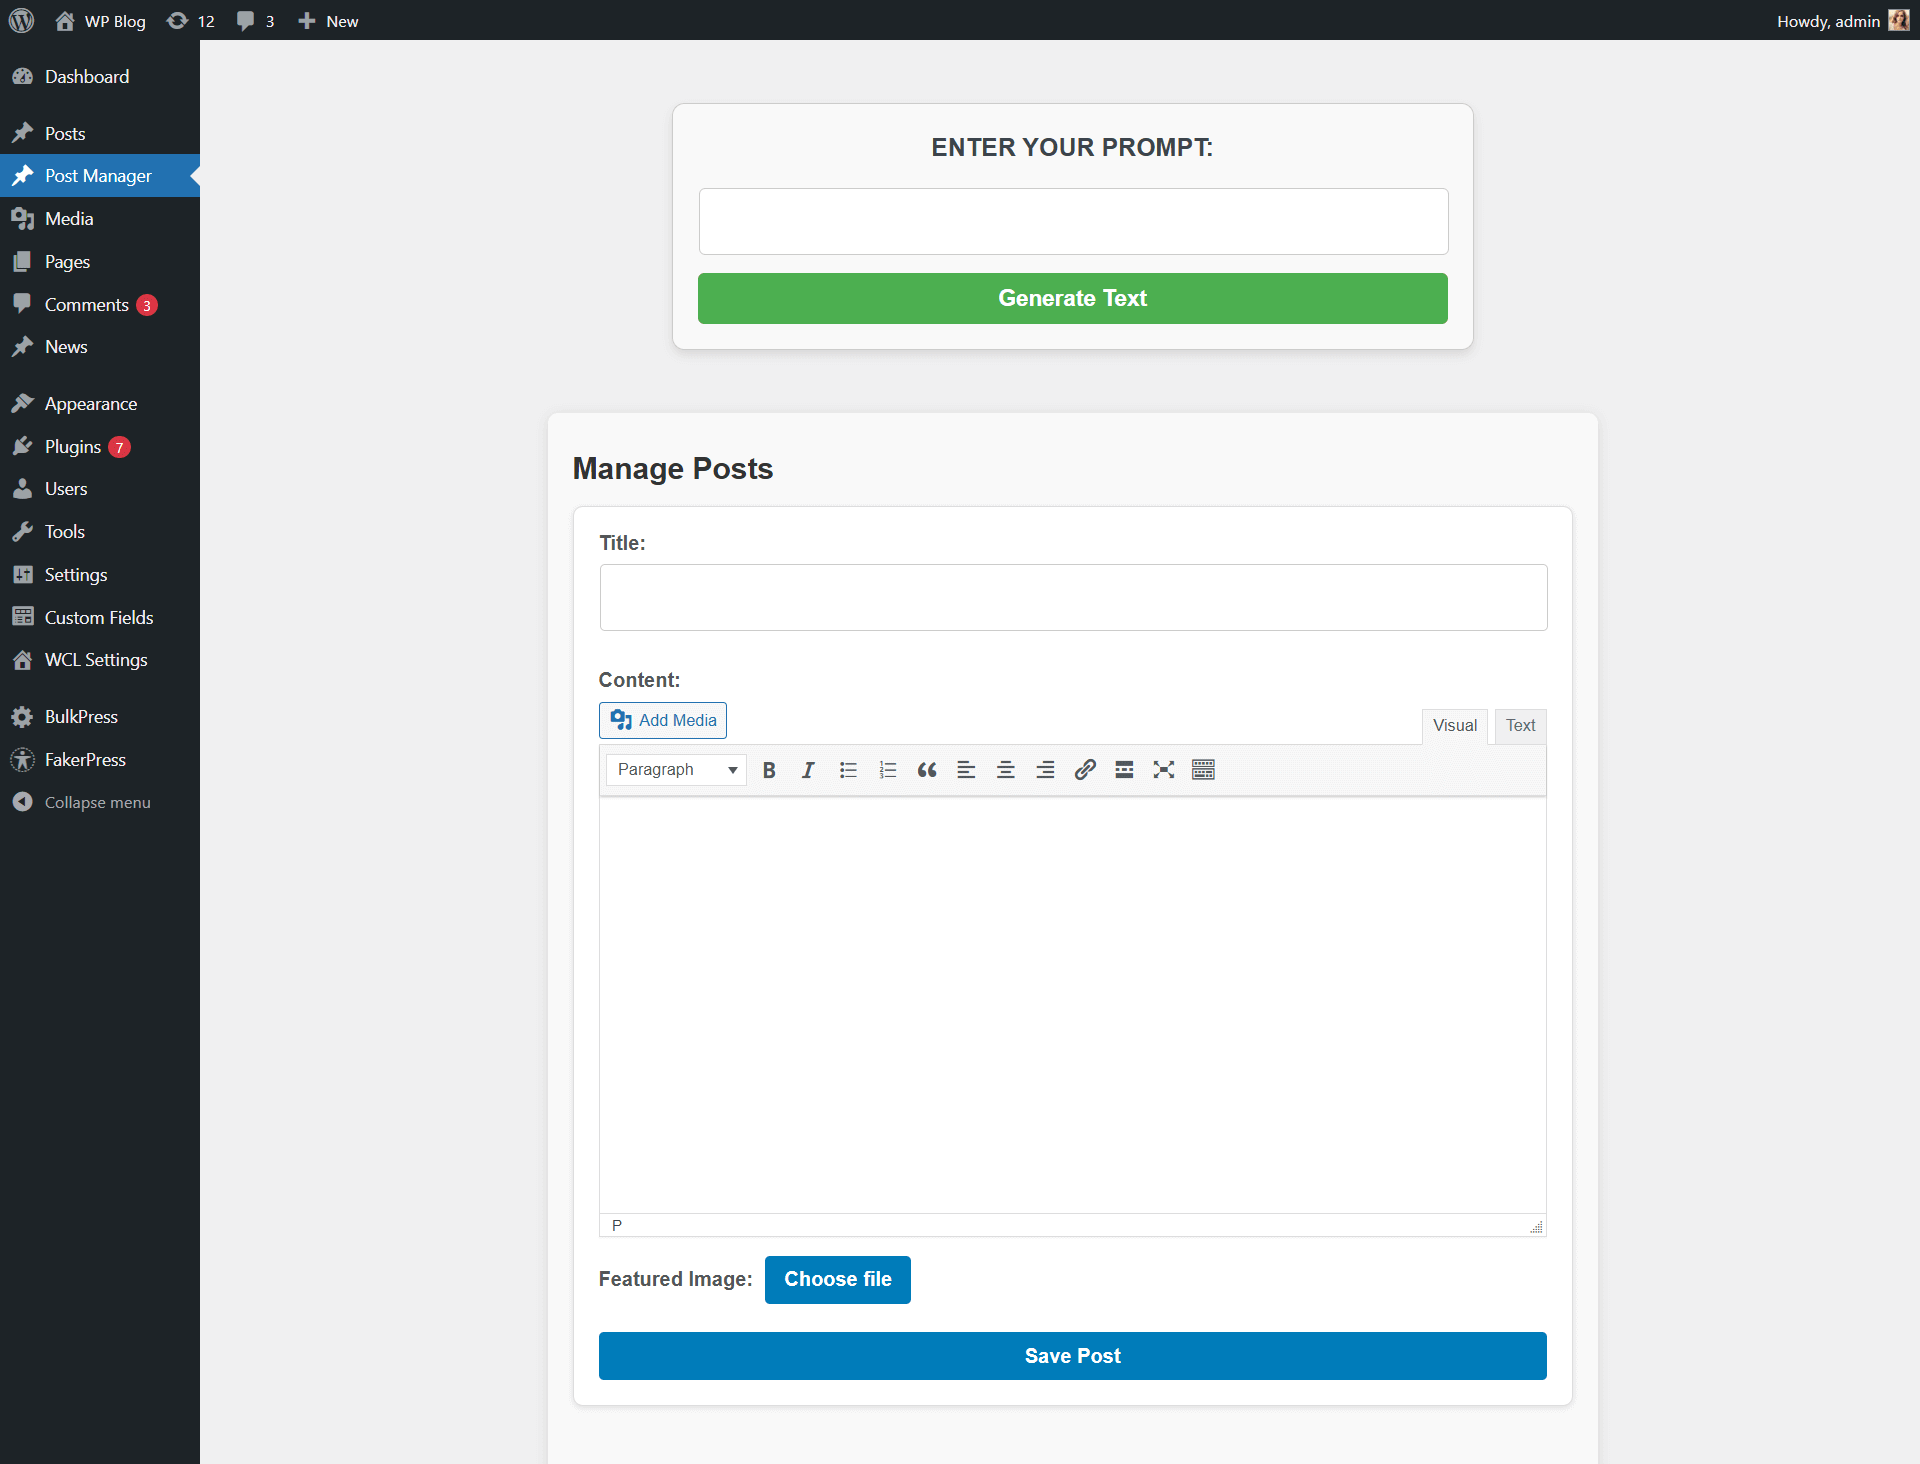 WP Blog 12 3 New Howdy, admin
Dashboard
Posts
Post Manager
Media
Pages
Comments 3
News
Appearance
Plugins 7
Users
Tools
Settings
Custom Fields
WCL Settings
BulkPress
FakerPress
Collapse menu
ENTER YOUR PROMPT:
Generate Text
Manage Posts
Title:
Content:
Add Media
Visual Text
Paragraph
P
Featured Image: Choose file
Save Post